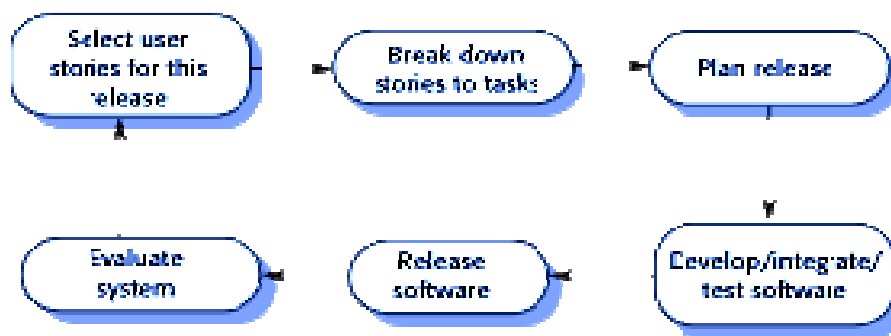 Select user
stories for this
release
Break down
stories to tasks
Plan release
Evaluate
system
Release
software
Develop/integrate/
test software